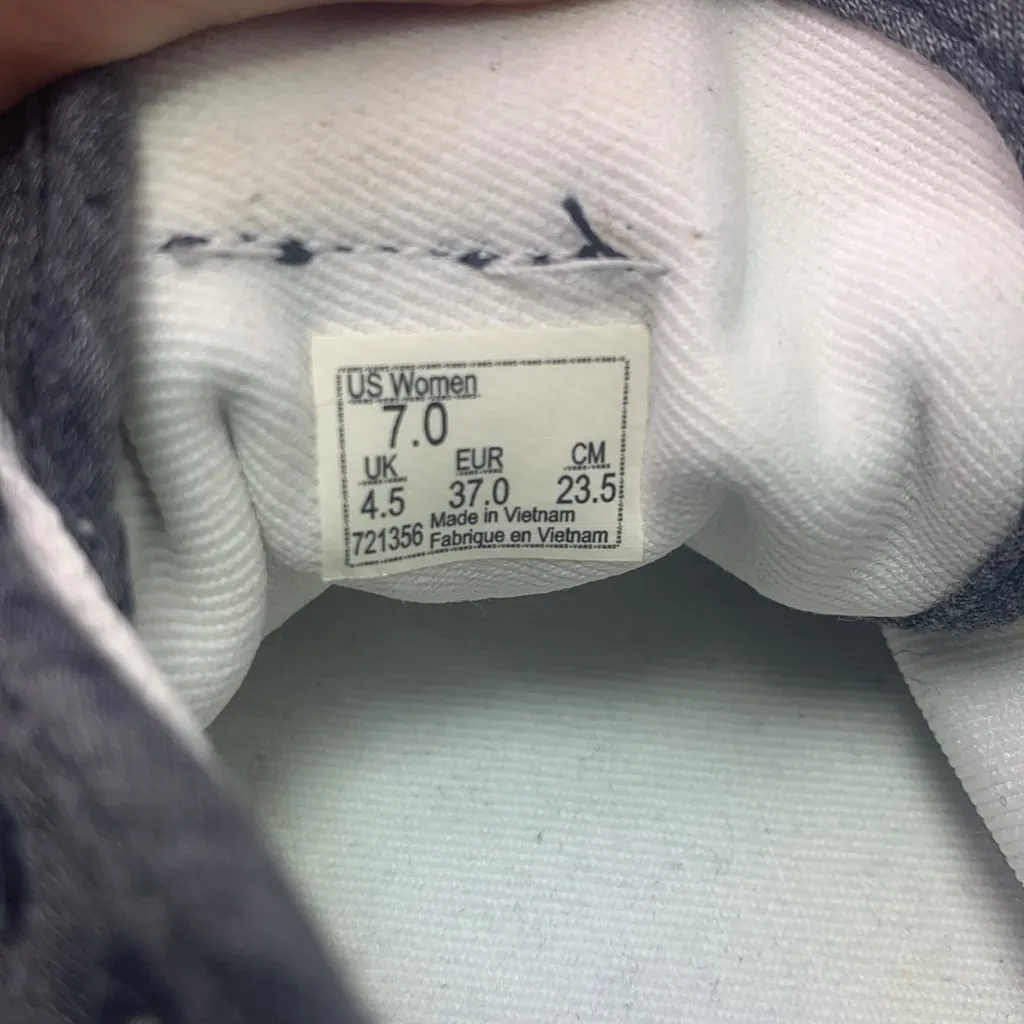 US Women
7.0
UK EUR CM
4.5 37.0 23.5
Made in Vietnam
721356 Fabrique en Vietnam